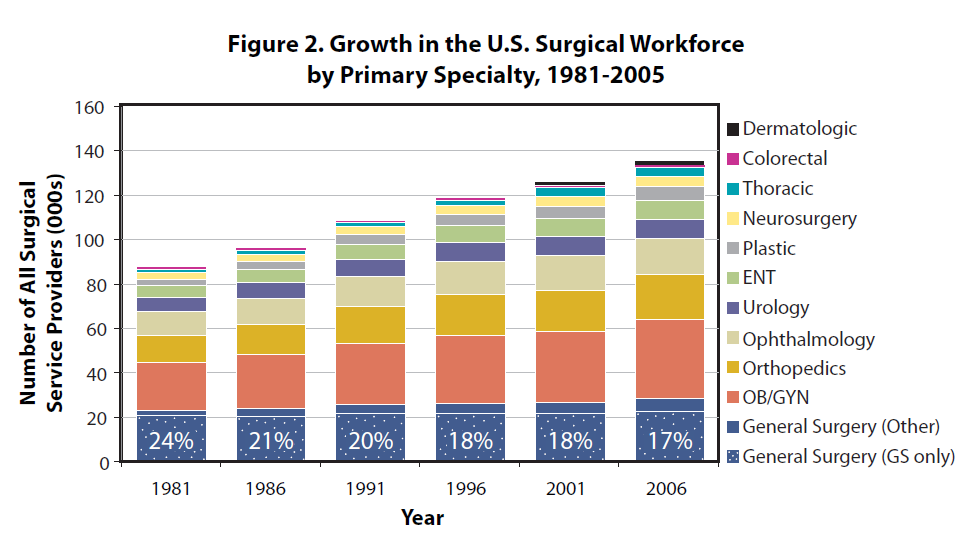 Figure 2. Growth in the U.S. Surgical Workforce
by Primary Specialty, 1981-2005
Number of All Surgical
Service Providers (000s)
160
140
120
100
80
60
40
20
0
24%
21%
20%
18%
18%
17%
1981
1986
1991
1996
2001
2006
Year
Dermatologic
Colorectal
Thoracic
Neurosurgery
Plastic
ENT
Urology
Ophthalmology
Orthopedics
OB/GYN
General Surgery (Other)
General Surgery (GS only)